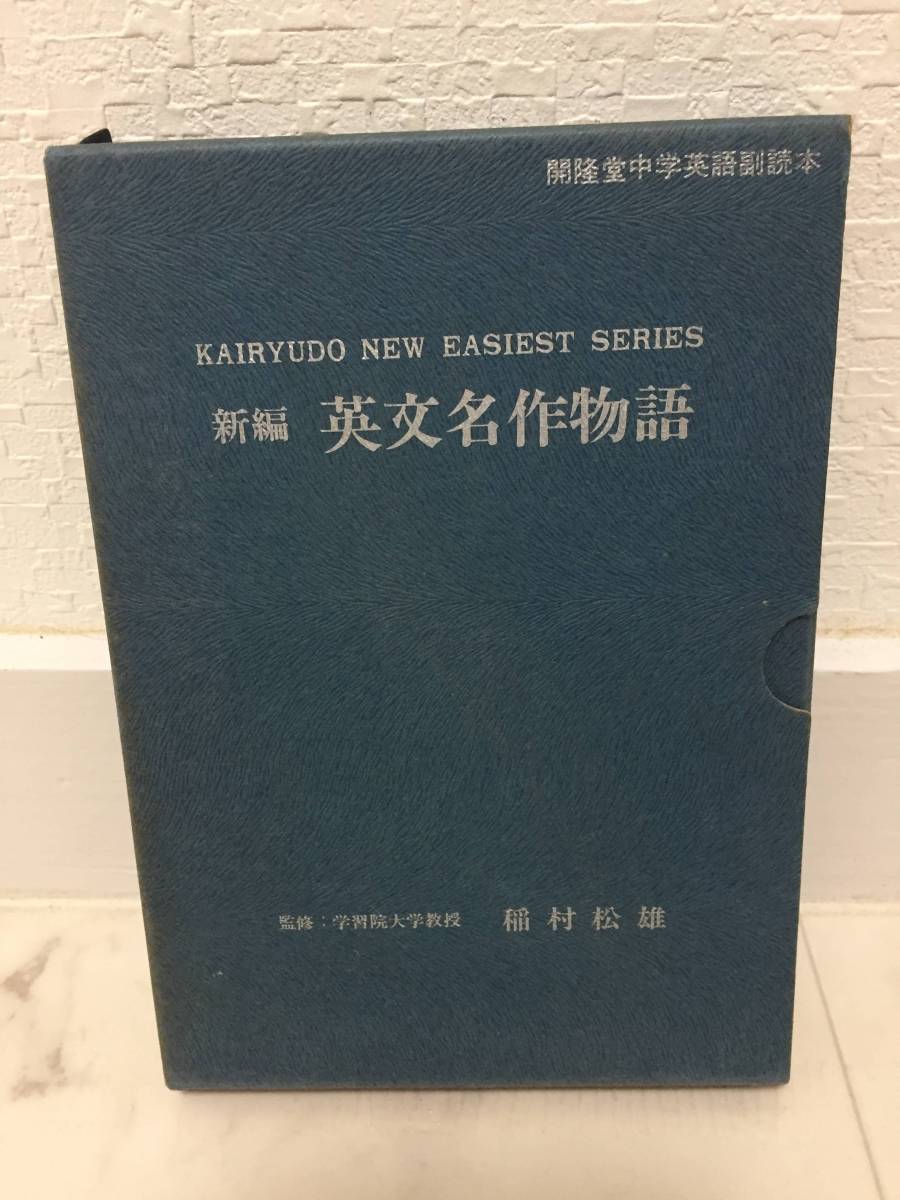 開隆堂中学英語副読本
KAIRYUDO NEW EASIEST SERIES
新編 英文名作物語
監修:学習院大学教授 稲村松雄